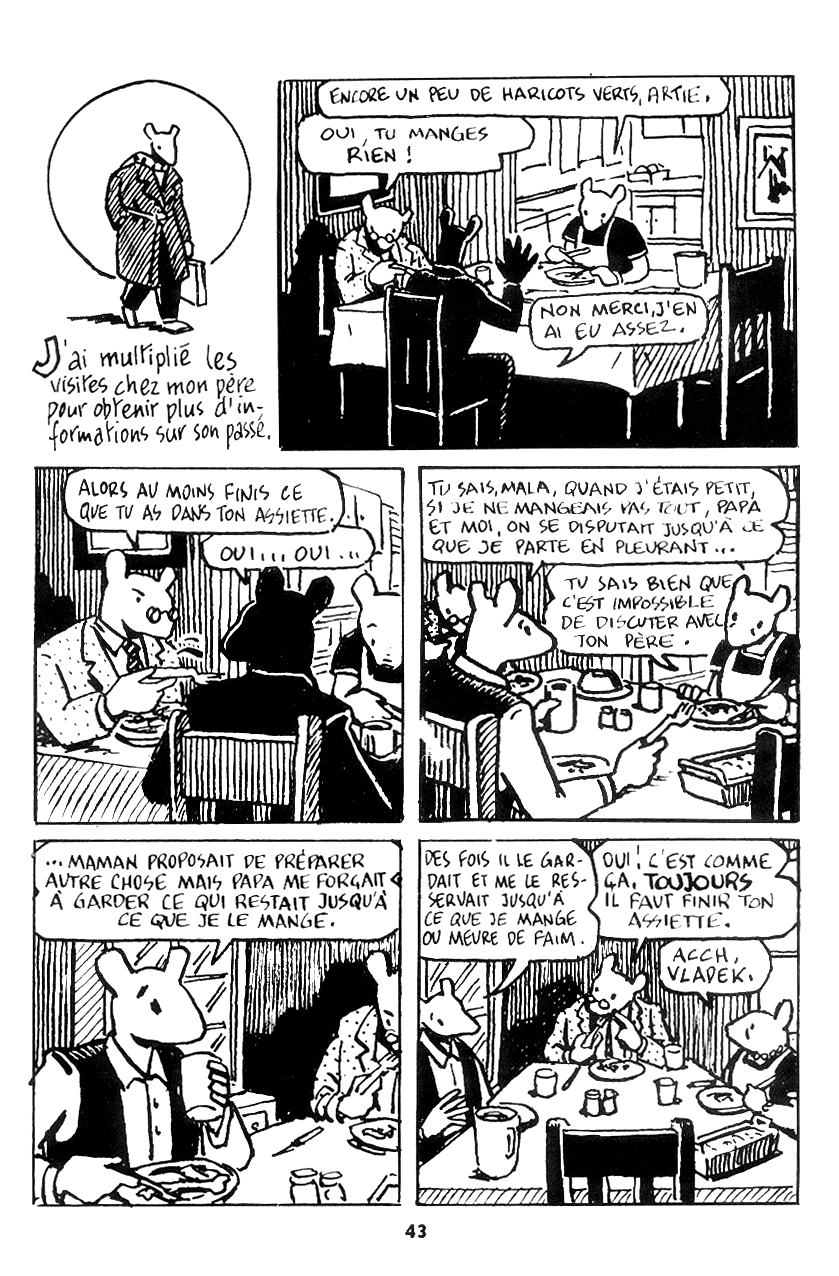 J'ai multiplié les
visites chez mon père
pour obtenir plus d'in-
formations sur son passé.
ENCORE UN PEU DE HARICOTS VERTS, ARTIE.
OUI, TU MANGES
RIEN !
NON MERCI, J'EN
AI EU ASSEZ.
ALORS AU MOINS FINIS CE
QUE TU AS DANS TON ASSIETTE.
OUI... OUI...
TU SAIS, MALA, QUAND J'ÉTAIS PETIT,
SI JE NE MANGEAIS PAS TOUT, PAPA
ET MOI, ON SE DISPUTAIT JUSQU'À CE
QUE JE PARTE EN PLEURANT...
TU SAIS BIEN QUE
C'EST IMPOSSIBLE
DE DISCUTER AVEC
TON PÈRE.
... MAMAN PROPOSAIT DE PRÉPARER
AUTRE CHOSE MAIS PAPA ME FORÇAIT
À GARDER CE QUI RESTAIT JUSQU'À
CE QUE JE LE MANGE.
DES FOIS IL LE GAR-
DAIT ET ME LE RES-
SERVAIT JUSQU'À
CE QUE JE MANGE
OU MEURE DE FAIM.
OUI ! C'EST COMME
ÇA. TOUJOURS
IL FAUT FINIR TON
ASSIETTE.
ACCH,
VLADEK.
43